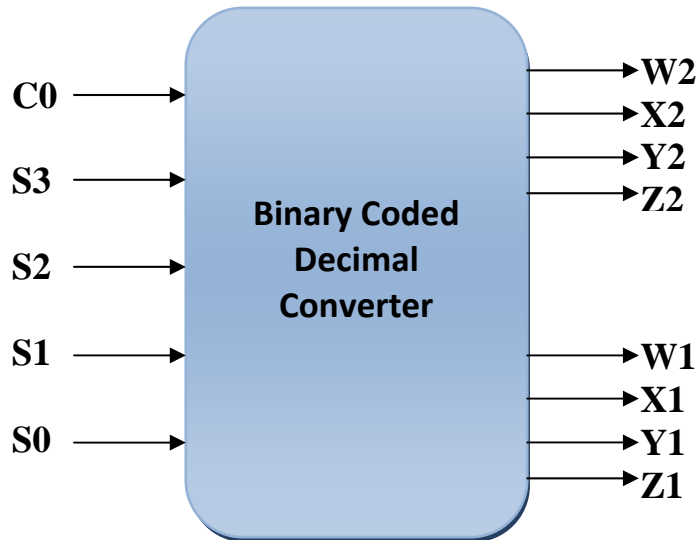 C0
S3
S2
S1
S0
Binary Coded
Decimal
Converter
W2
X2
Y2
Z2
W1
X1
Y1
Z1